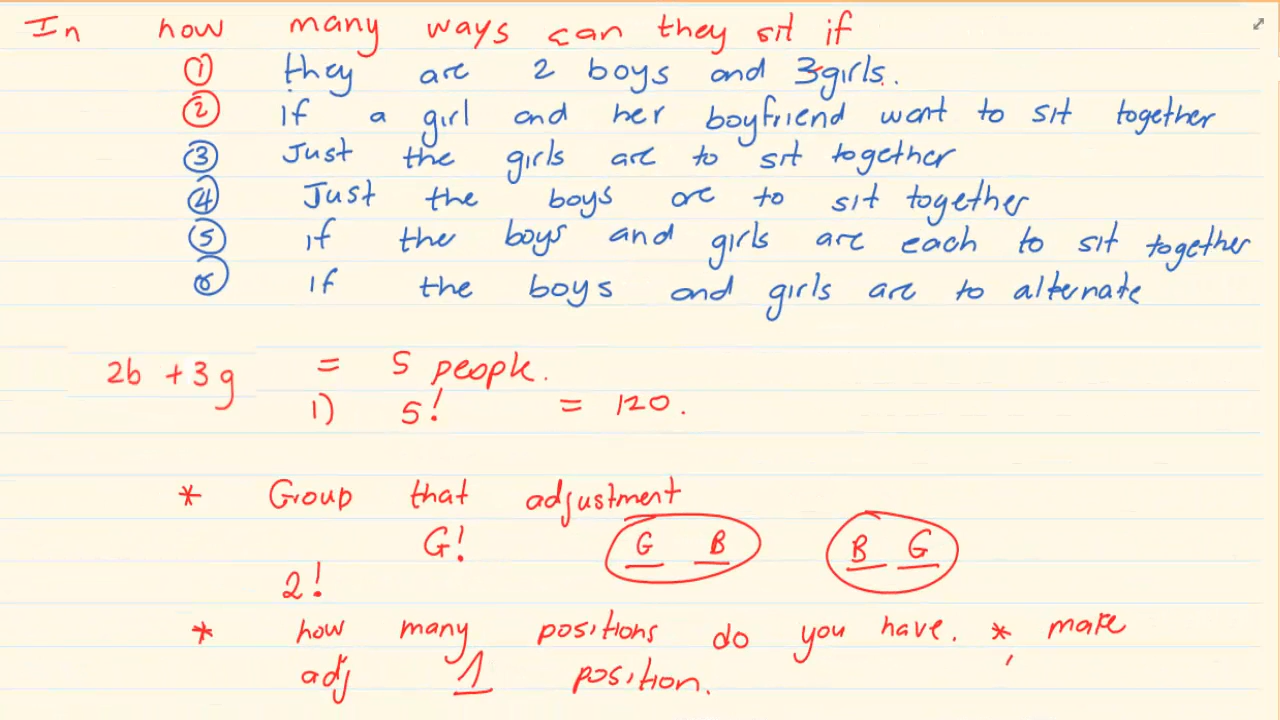 In how many ways can they sit if
① they are 2 boys and 3girls.
② If a girl and her boyfriend want to sit together
③ Just the girls are to sit together
④ Just the boys are to sit together
⑤ if the boys and girls are each to sit together
⑥ if the boys and girls are to alternate
2b + 3g = 5 people.
1) 5! = 120.
* Group that adjustment
G! G B B G
2!
* how many positions do you have. * make
adj 1 position.